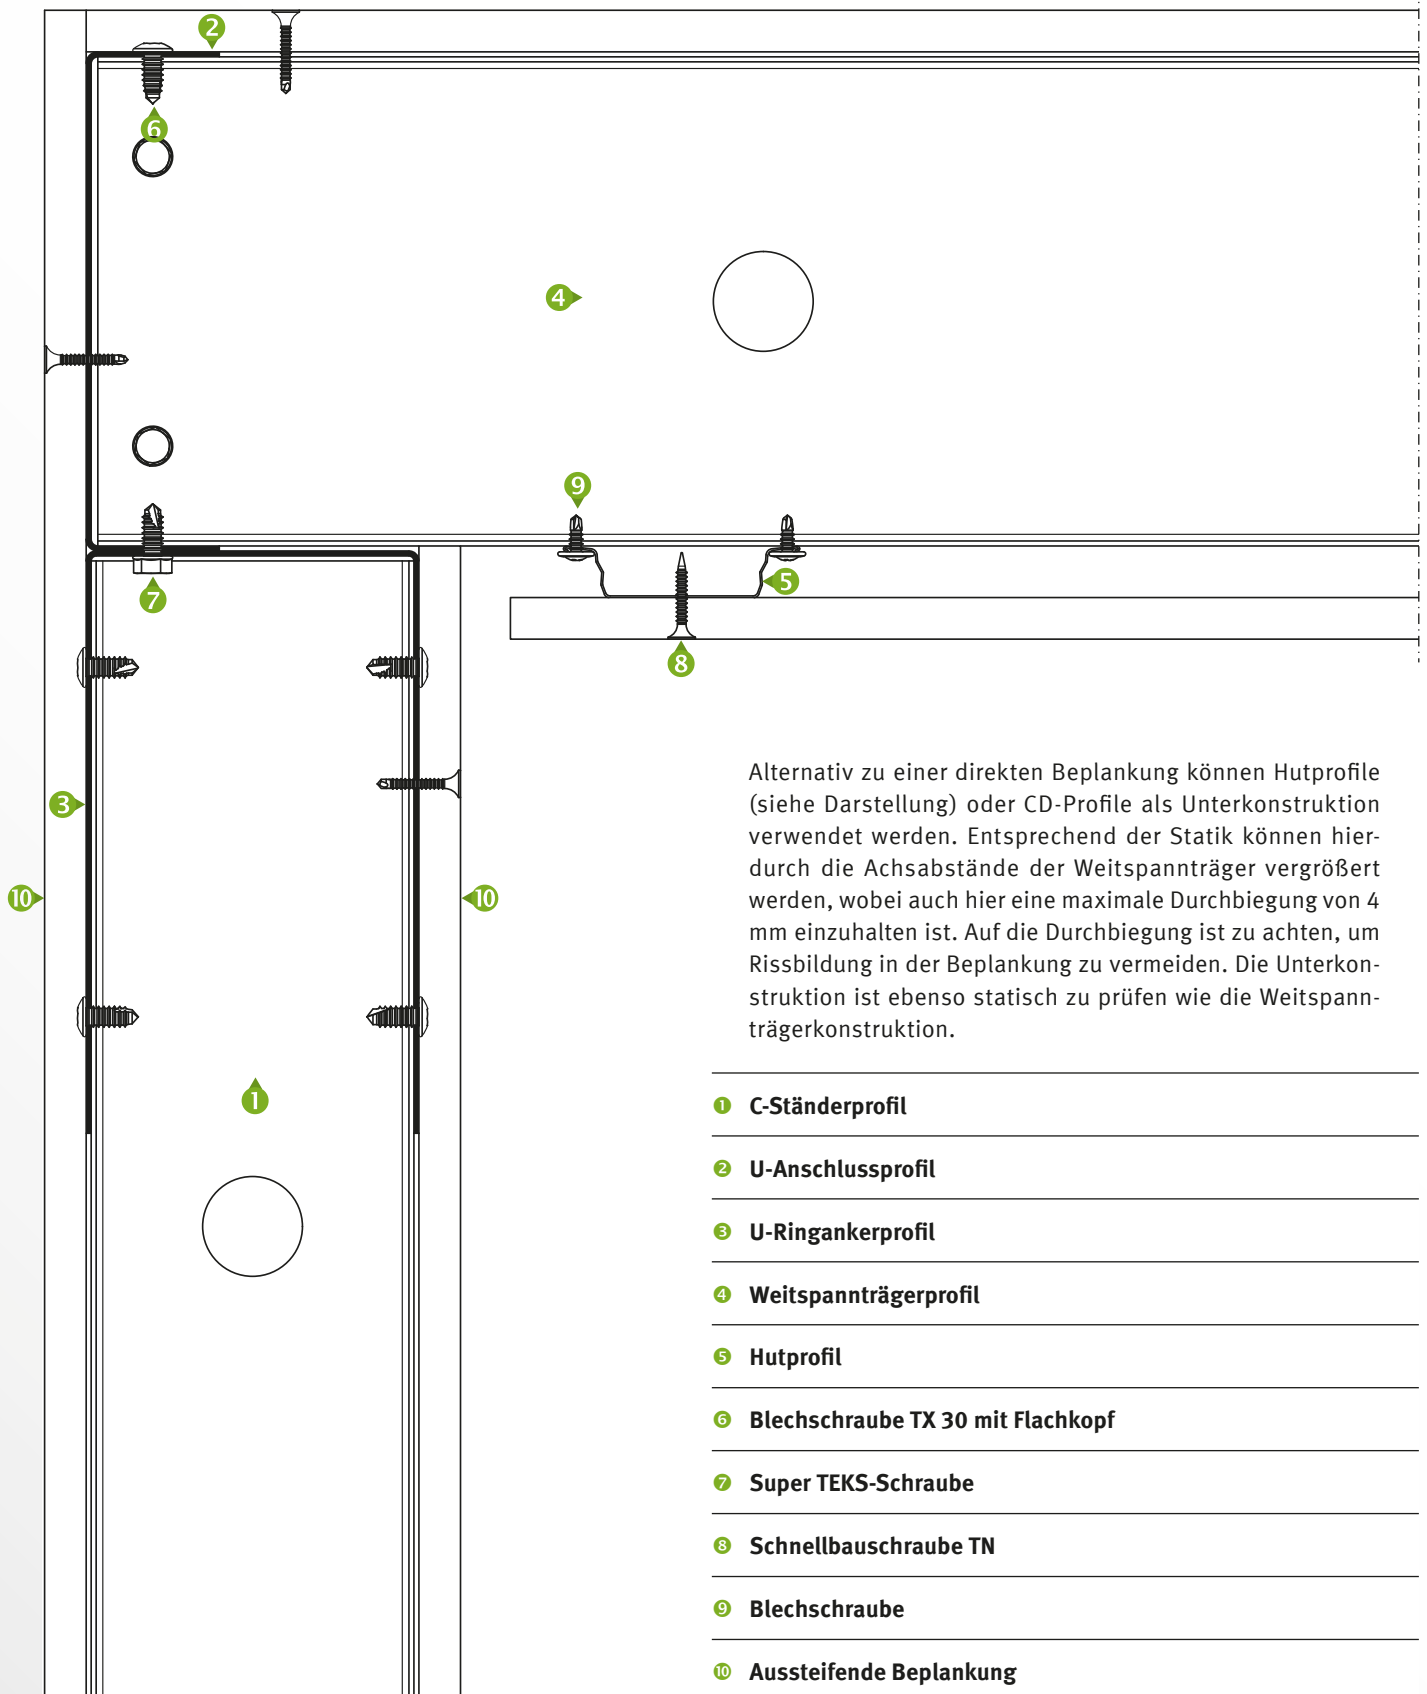 2
6
4
9
7
5
8
3
10
10
1
Alternativ zu einer direkten Beplankung können Hutprofile
(siehe Darstellung) oder CD-Profile als Unterkonstruktion
verwendet werden. Entsprechend der Statik können hier-
durch die Achsabstände der Weitspannträger vergrößert
werden, wobei auch hier eine maximale Durchbiegung von 4
mm einzuhalten ist. Auf die Durchbiegung ist zu achten, um
Rissbildung in der Beplankung zu vermeiden. Die Unterkon-
struktion ist ebenso statisch zu prüfen wie die Weitspann-
trägerkonstruktion.
1 C-Ständerprofil
2 U-Anschlussprofil
3 U-Ringankerprofil
4 Weitspannträgerprofil
5 Hutprofil
6 Blechschraube TX 30 mit Flachkopf
7 Super TEKS-Schraube
8 Schnellbauschraube TN
9 Blechschraube
10 Aussteifende Beplankung